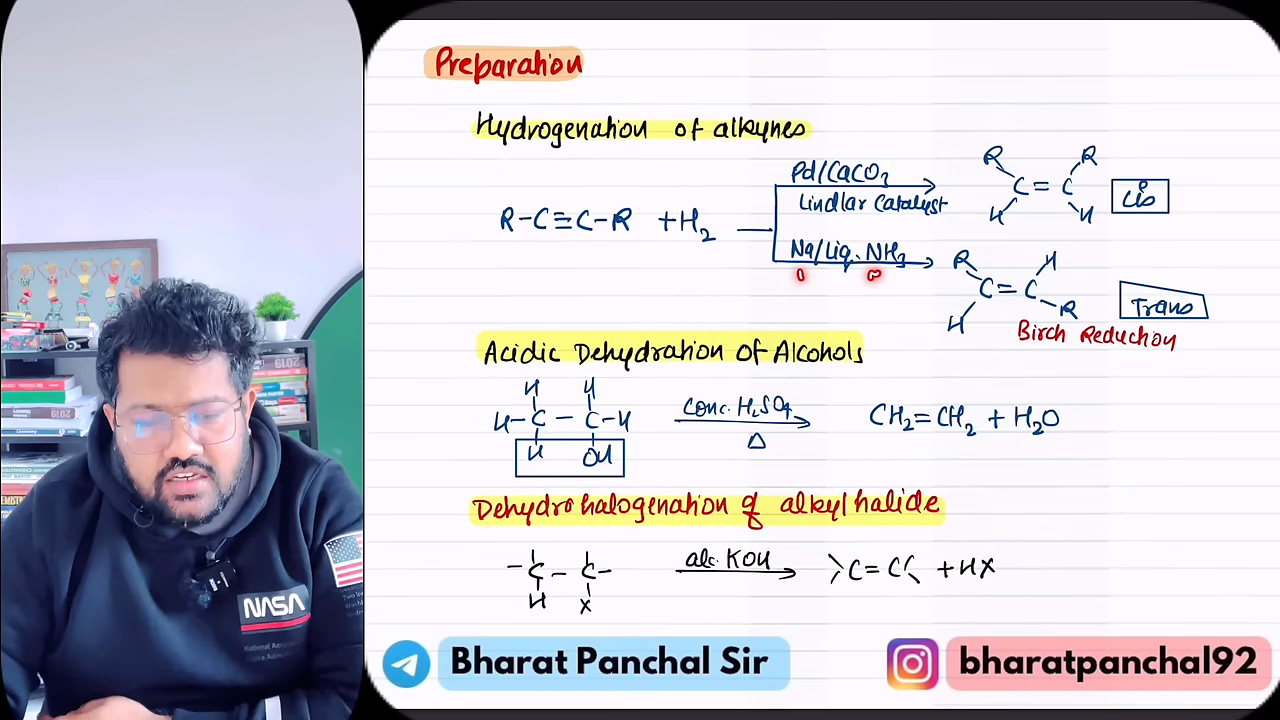 Preparation
Hydrogenation of alkynes
R-C≡C-R + H₂
Pd/CaCO₃
Lindlar Catalyst
R R
C = C
H H
Cis
Na/Liq. NH₃
R H
C = C
H R
Trans
Birch Reduction
Acidic Dehydration of Alcohols
H H
H-C-C-H
H OH
Conc. H₂SO₄
Δ
CH₂=CH₂ + H₂O
Dehydrohalogenation of alkyl halide
-C-C-
H X
alc. KOH
>C=C< + HX
NASA
2019
2019
Bharat Panchal Sir
bharatpanchal92